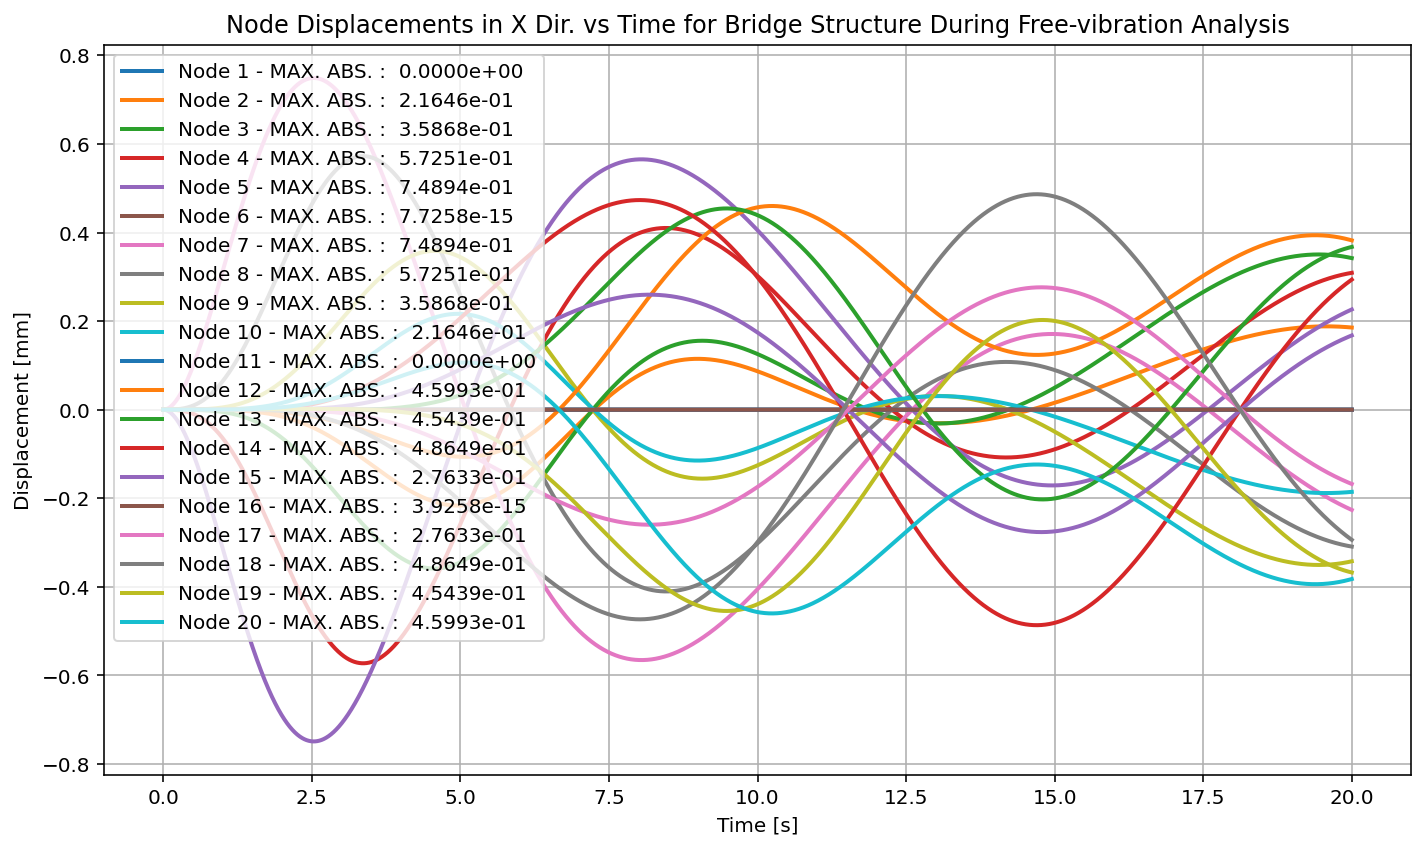 Node Displacements in X Dir. vs Time for Bridge Structure During Free-vibration Analysis
Displacement [mm]
0.8
0.6
0.4
0.2
0.0
−0.2
−0.4
−0.6
−0.8
Node 1 - MAX. ABS. : 0.0000e+00
Node 2 - MAX. ABS. : 2.1646e-01
Node 3 - MAX. ABS. : 3.5868e-01
Node 4 - MAX. ABS. : 5.7251e-01
Node 5 - MAX. ABS. : 7.4894e-01
Node 6 - MAX. ABS. : 7.7258e-15
Node 7 - MAX. ABS. : 7.4894e-01
Node 8 - MAX. ABS. : 5.7251e-01
Node 9 - MAX. ABS. : 3.5868e-01
Node 10 - MAX. ABS. : 2.1646e-01
Node 11 - MAX. ABS. : 0.0000e+00
Node 12 - MAX. ABS. : 4.5993e-01
Node 13 - MAX. ABS. : 4.5439e-01
Node 14 - MAX. ABS. : 4.8649e-01
Node 15 - MAX. ABS. : 2.7633e-01
Node 16 - MAX. ABS. : 3.9258e-15
Node 17 - MAX. ABS. : 2.7633e-01
Node 18 - MAX. ABS. : 4.8649e-01
Node 19 - MAX. ABS. : 4.5439e-01
Node 20 - MAX. ABS. : 4.5993e-01
0.0 2.5 5.0 7.5 10.0 12.5 15.0 17.5 20.0
Time [s]